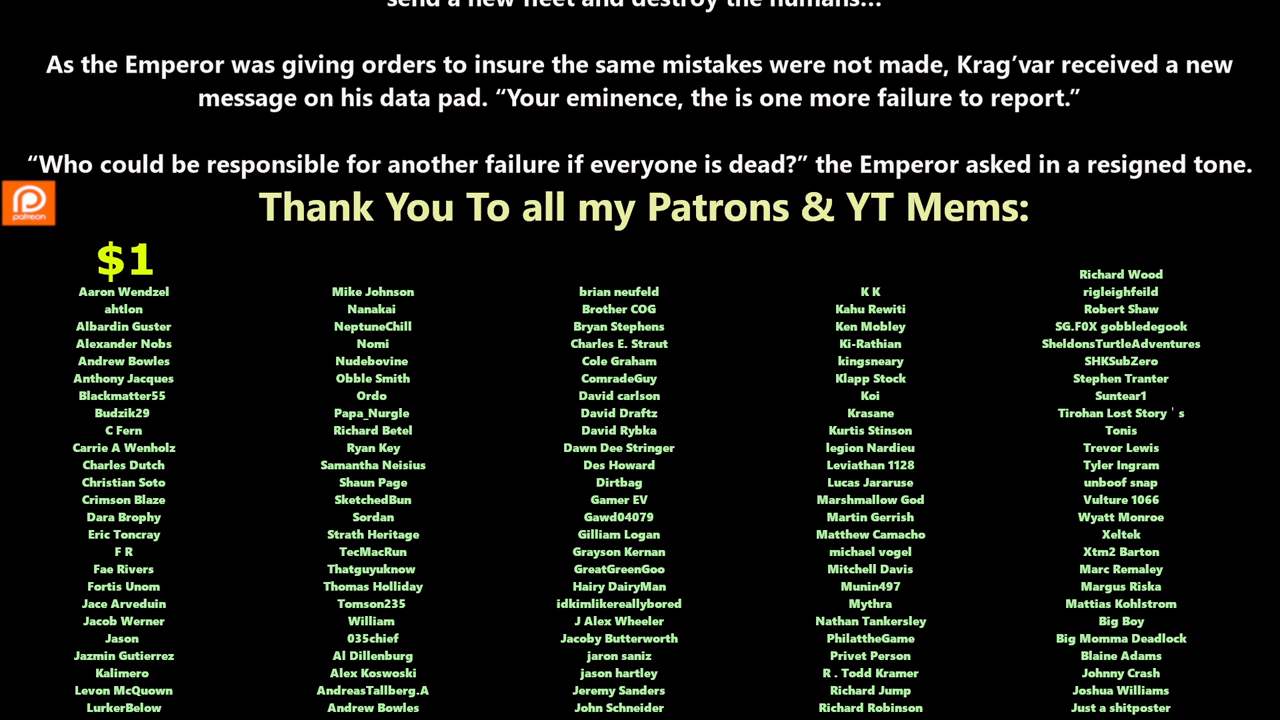 send a new fleet and destroy the humans…
As the Emperor was giving orders to insure the same mistakes were not made, Krag’var received a new
message on his data pad. “Your eminence, the is one more failure to report.”
“Who could be responsible for another failure if everyone is dead?” the Emperor asked in a resigned tone.
patreon
Thank You To all my Patrons & YT Mems:
$1
Aaron Wendzel
ahtlon
Albardin Guster
Alexander Nobs
Andrew Bowles
Anthony Jacques
Blackmatter55
Budzik29
C Fern
Carrie A Wenholz
Charles Dutch
Christian Soto
Crimson Blaze
Dara Brophy
Eric Toncray
F R
Fae Rivers
Fortis Unom
Jace Arveduin
Jacob Werner
Jason
Jazmin Gutierrez
Kalimero
Levon McQuown
LurkerBelow
Mike Johnson
Nanakai
NeptuneChill
Nomi
Nudebovine
Obble Smith
Ordo
Papa_Nurgle
Richard Betel
Ryan Key
Samantha Neisius
Shaun Page
SketchedBun
Sordan
Strath Heritage
TecMacRun
Thatguyuknow
Thomas Holliday
Tomson235
William
035chief
Al Dillenburg
Alex Koswoski
AndreasTallberg.A
Andrew Bowles
brian neufeld
Brother COG
Bryan Stephens
Charles E. Straut
Cole Graham
ComradeGuy
David carlson
David Draftz
David Rybka
Dawn Dee Stringer
Des Howard
Dirtbag
Gamer EV
Gawd04079
Gilliam Logan
Grayson Kernan
GreatGreenGoo
Hairy DairyMan
idkimlikereallybored
J Alex Wheeler
Jacoby Butterworth
jaron saniz
jason hartley
Jeremy Sanders
John Schneider
K K
Kahu Rewiti
Ken Mobley
Ki-Rathian
kingsneary
Klapp Stock
Koi
Krasane
Kurtis Stinson
legion Nardieu
Leviathan 1128
Lucas Jararuse
Marshmallow God
Martin Gerrish
Matthew Camacho
michael vogel
Mitchell Davis
Munin497
Mythra
Nathan Tankersley
PhilattheGame
Privet Person
R . Todd Kramer
Richard Jump
Richard Robinson
Richard Wood
rigleighfeild
Robert Shaw
SG.F0X gobbledegook
SheldonsTurtleAdventures
SHKSubZero
Stephen Tranter
Suntear1
Tirohan Lost Story ' s
Tonis
Trevor Lewis
Tyler Ingram
unboof snap
Vulture 1066
Wyatt Monroe
Xeltek
Xtm2 Barton
Marc Remaley
Margus Riska
Mattias Kohlstrom
Big Boy
Big Momma Deadlock
Blaine Adams
Johnny Crash
Joshua Williams
Just a shitposter